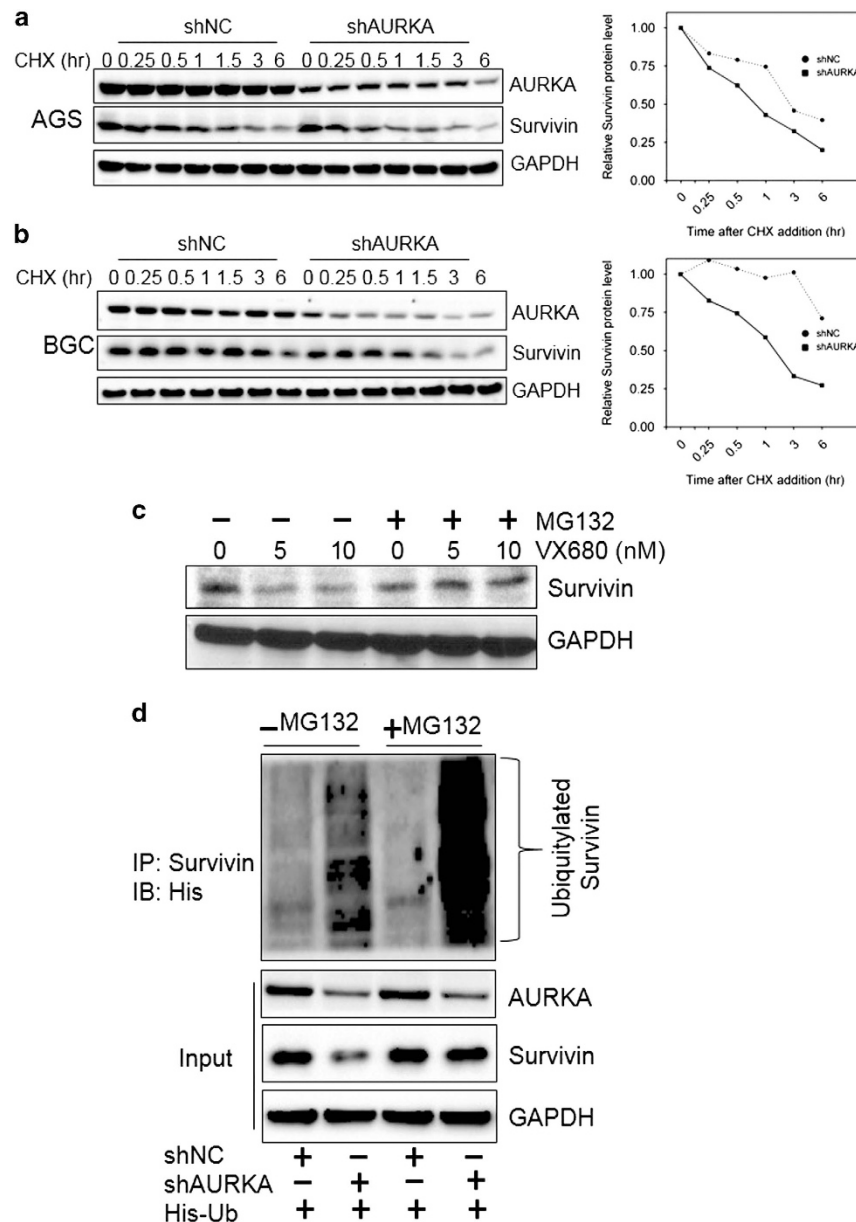 a
shNC shAURKA
CHX (hr) 0 0.25 0.5 1 1.5 3 6 0 0.25 0.5 1 1.5 3 6
AURKA
AGS Survivin
GAPDH
Relative Survivin protein level
1.00
0.75
0.50
0.25
0.00
shNC
shAURKA
0 0.25 0.5 1 3 6
Time after CHX addition (hr)
b
shNC shAURKA
CHX (hr) 0 0.25 0.5 1 1.5 3 6 0 0.25 0.5 1 1.5 3 6
AURKA
BGC Survivin
GAPDH
Relative Survivin protein level
1.00
0.75
0.50
0.25
0.00
shNC
shAURKA
0 0.25 0.5 1 3 6
Time after CHX addition (hr)
c
− − − + + + MG132
0 5 10 0 5 10 VX680 (nM)
Survivin
GAPDH
d
−MG132 +MG132
IP: Survivin
IB: His
Ubiquitylated
Survivin
AURKA
Input Survivin
GAPDH
shNC + − + −
shAURKA − + − +
His-Ub + + + +